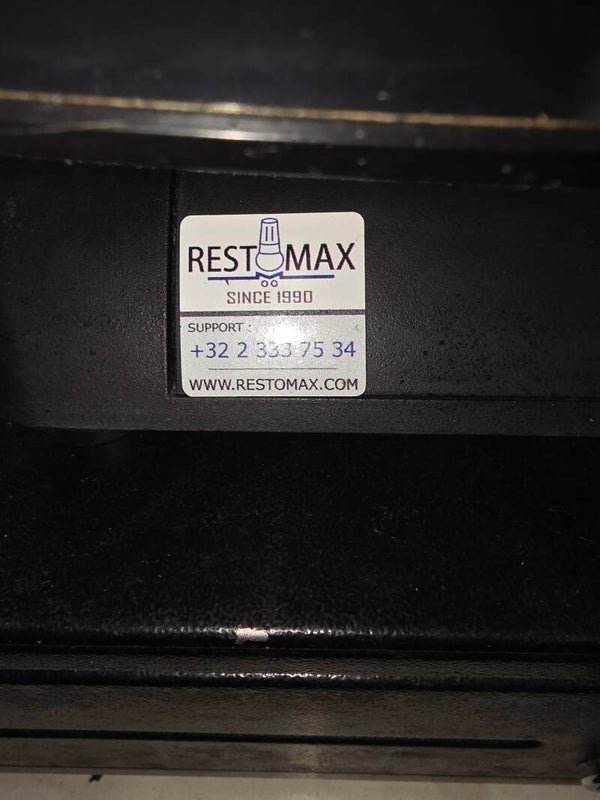 RESTOMAX
SINCE 1990
SUPPORT :
+32 2 333 75 34
WWW.RESTOMAX.COM